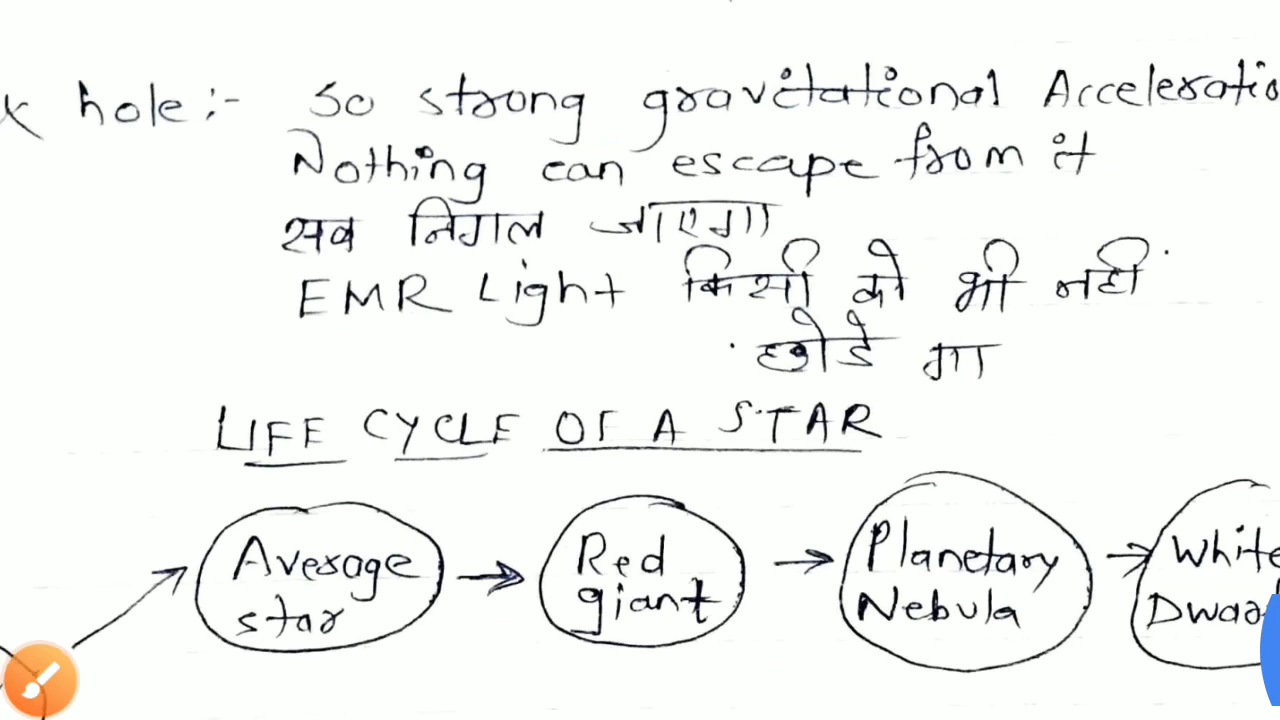 hole:- So strong gravitational Acceleratio
Nothing can escape from it
सब निगल जाएगा
EMR Light किसी को भी नही
छोडे गा
LIFE CYCLE OF A STAR
Average star
Red giant
Planetary Nebula
White Dwar